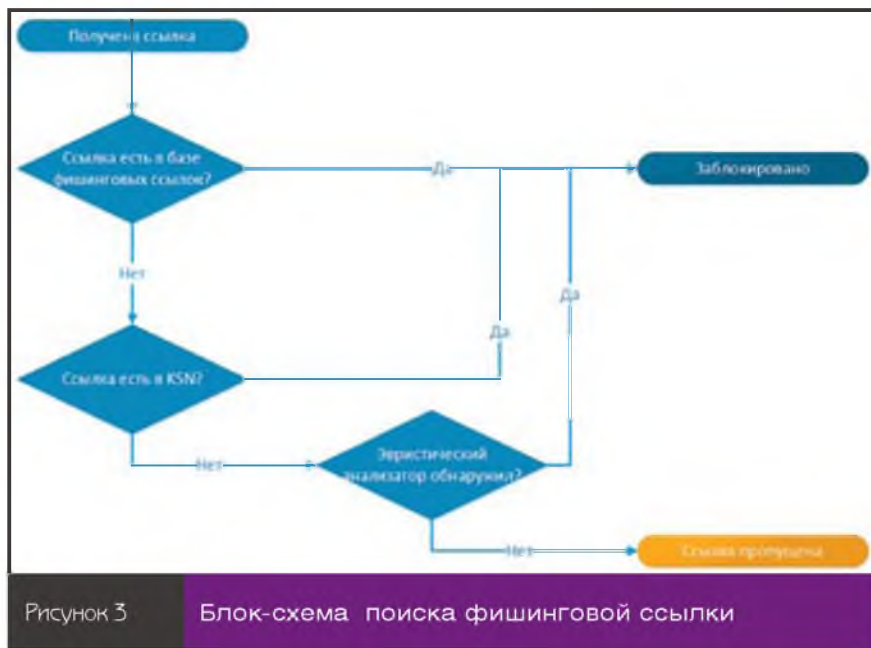 Получена ссылка
Ссылка есть в базе
фишинговых ссылок?
Да
Заблокировано
Нет
Да
Да
Ссылка есть в KSN?
Нет
Эвристический
анализатор обнаружил?
Нет
Ссылка пропущена
Рисунок 3
Блок-схема поиска фишинговой ссылки